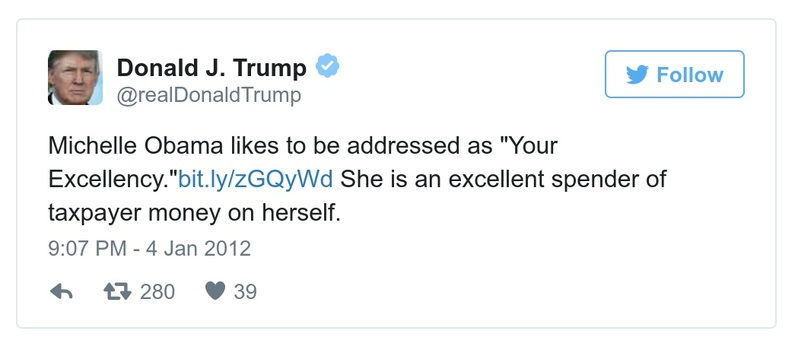 Donald J. Trump
@realDonaldTrump
Follow
Michelle Obama likes to be addressed as "Your
Excellency."bit.ly/zGQyWd She is an excellent spender of
taxpayer money on herself.
9:07 PM - 4 Jan 2012
280 39